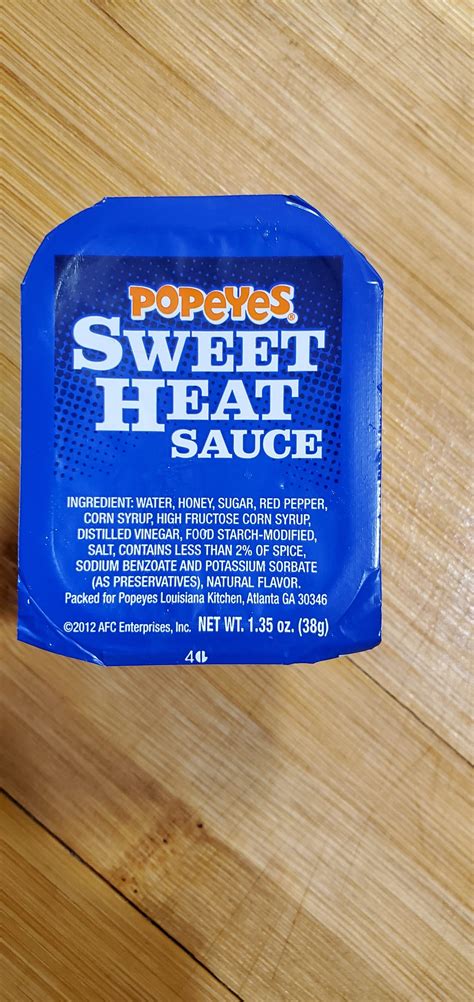 POPEYES®
SWEET
HEAT
SAUCE
INGREDIENT: WATER, HONEY, SUGAR, RED PEPPER,
CORN SYRUP, HIGH FRUCTOSE CORN SYRUP,
DISTILLED VINEGAR, FOOD STARCH-MODIFIED,
SALT, CONTAINS LESS THAN 2% OF SPICE,
SODIUM BENZOATE AND POTASSIUM SORBATE
(AS PRESERVATIVES), NATURAL FLAVOR.
Packed for Popeyes Louisiana Kitchen, Atlanta GA 30346
©2012 AFC Enterprises, Inc. NET WT. 1.35 oz. (38g)
4